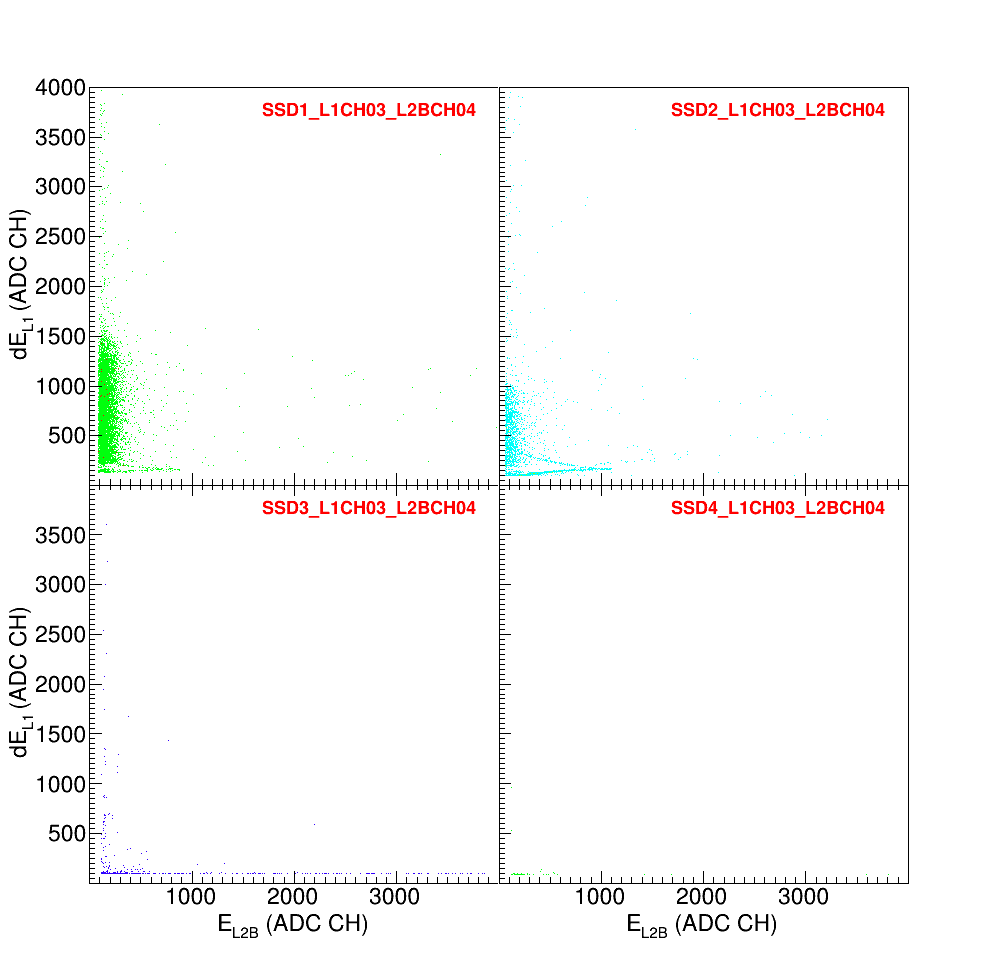 4000
3500
3000
2500
2000
1500
1000
500
dE_L1 (ADC CH)
SSD1_L1CH03_L2BCH04
SSD2_L1CH03_L2BCH04
3500
3000
2500
2000
1500
1000
500
dE_L1 (ADC CH)
SSD3_L1CH03_L2BCH04
SSD4_L1CH03_L2BCH04
1000 2000 3000
1000 2000 3000
E_L2B (ADC CH)
E_L2B (ADC CH)